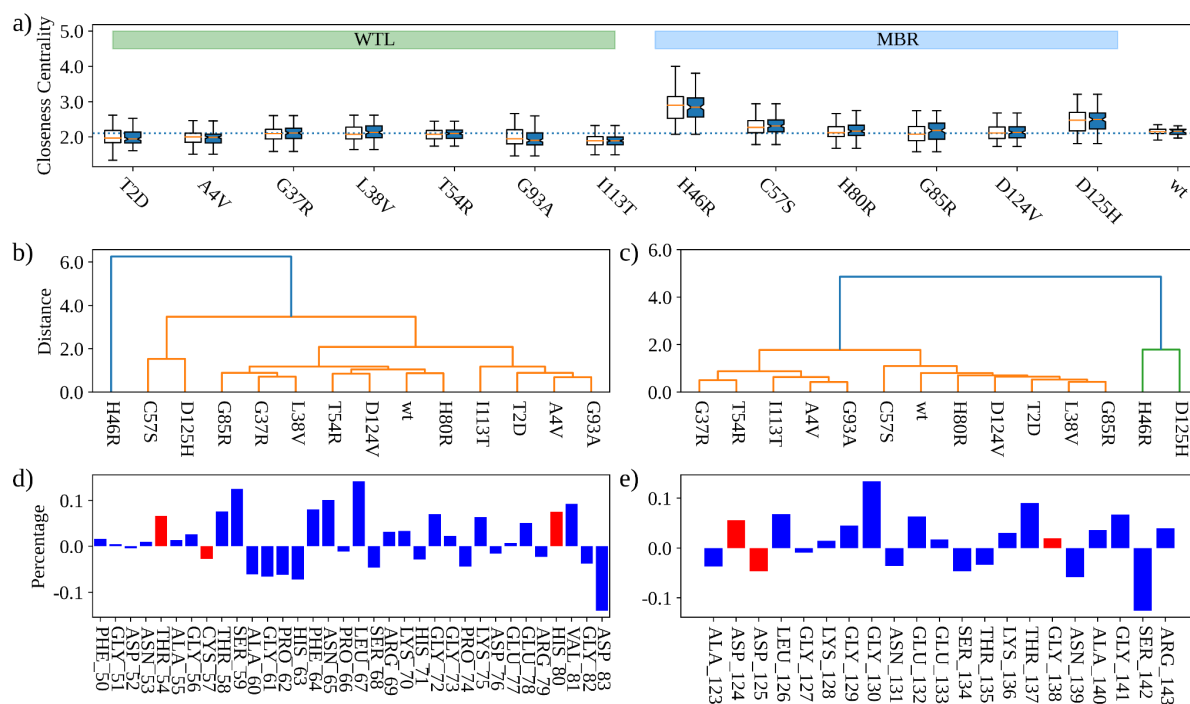 a)
Closeness Centrality
5.0
4.0
3.0
2.0
WTL
MBR
T2D
A4V
G37R
L38V
T54R
G93A
I113T
H46R
C57S
H80R
G85R
D124V
D125H
wt
b)
Distance
6.0
4.0
2.0
0.0
H46R
C57S
D125H
G85R
G37R
L38V
T54R
D124V
wt
H80R
I113T
T2D
A4V
G93A
c)
6.0
4.0
2.0
0.0
G37R
T54R
I113T
A4V
G93A
C57S
wt
H80R
D124V
T2D
L38V
G85R
H46R
D125H
d)
Percentage
0.1
0.0
-0.1
PHE_50
GLY_51
ASP_52
ASN_53
THR_54
ALA_55
GLY_56
CYS_57
THR_58
SER_59
ALA_60
GLY_61
PRO_62
HIS_63
PHE_64
ASN_65
PRO_66
LEU_67
SER_68
ARG_69
LYS_70
HIS_71
GLY_72
GLY_73
PRO_74
LYS_75
ASP_76
GLU_77
GLU_78
ARG_79
HIS_80
VAL_81
GLY_82
ASP_83
e)
0.1
0.0
-0.1
ALA_123
ASP_124
ASP_125
LEU_126
GLY_127
LYS_128
GLY_129
GLY_130
ASN_131
GLU_132
GLU_133
SER_134
THR_135
LYS_136
THR_137
GLY_138
ASN_139
ALA_140
GLY_141
SER_142
ARG_143